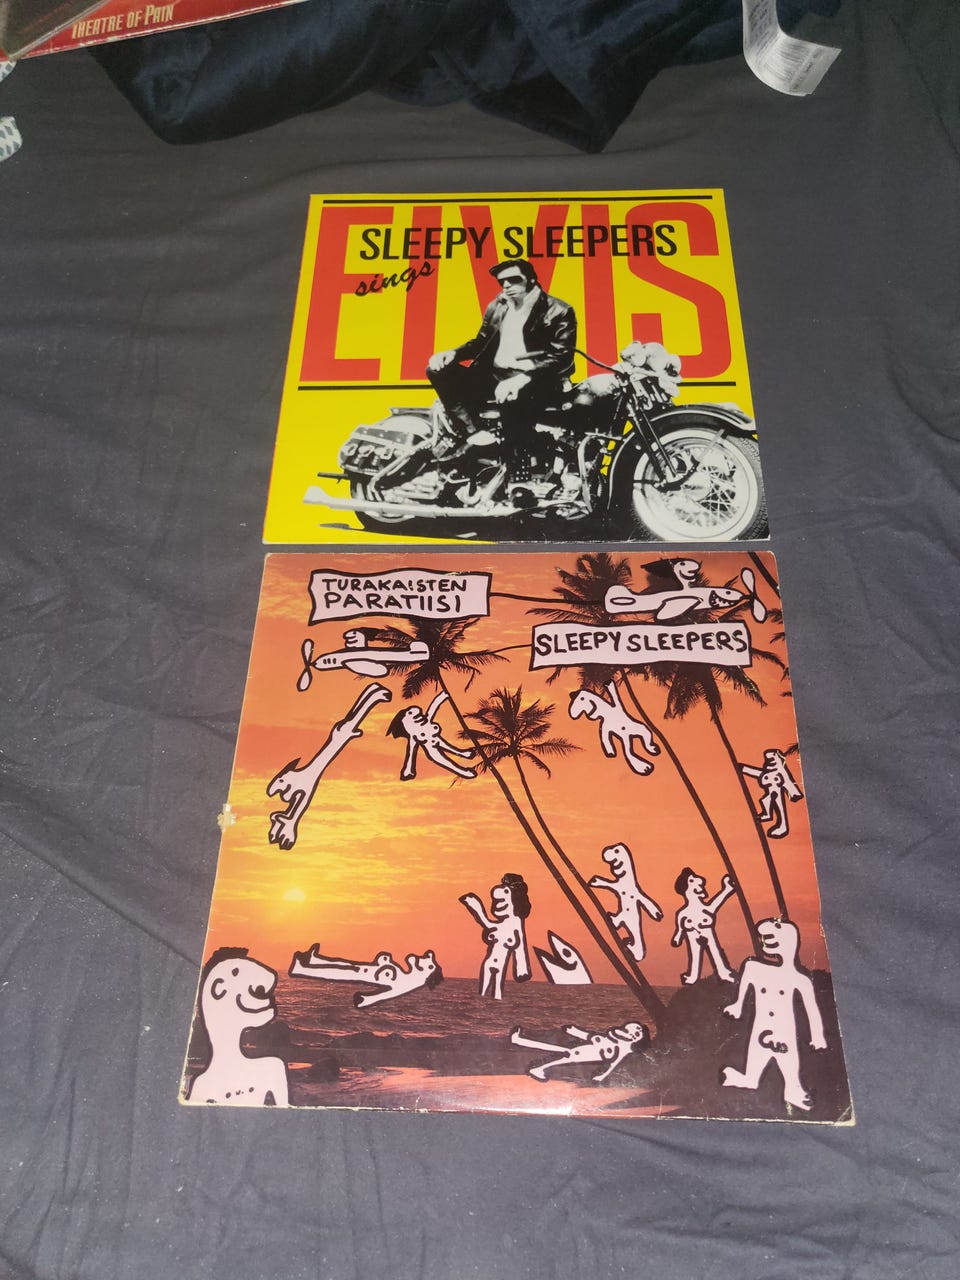 THEATRE OF PAIN
ELVIS
SLEEPY SLEEPERS
sings
TURAKAISTEN
PARATIISI
SLEEPY SLEEPERS